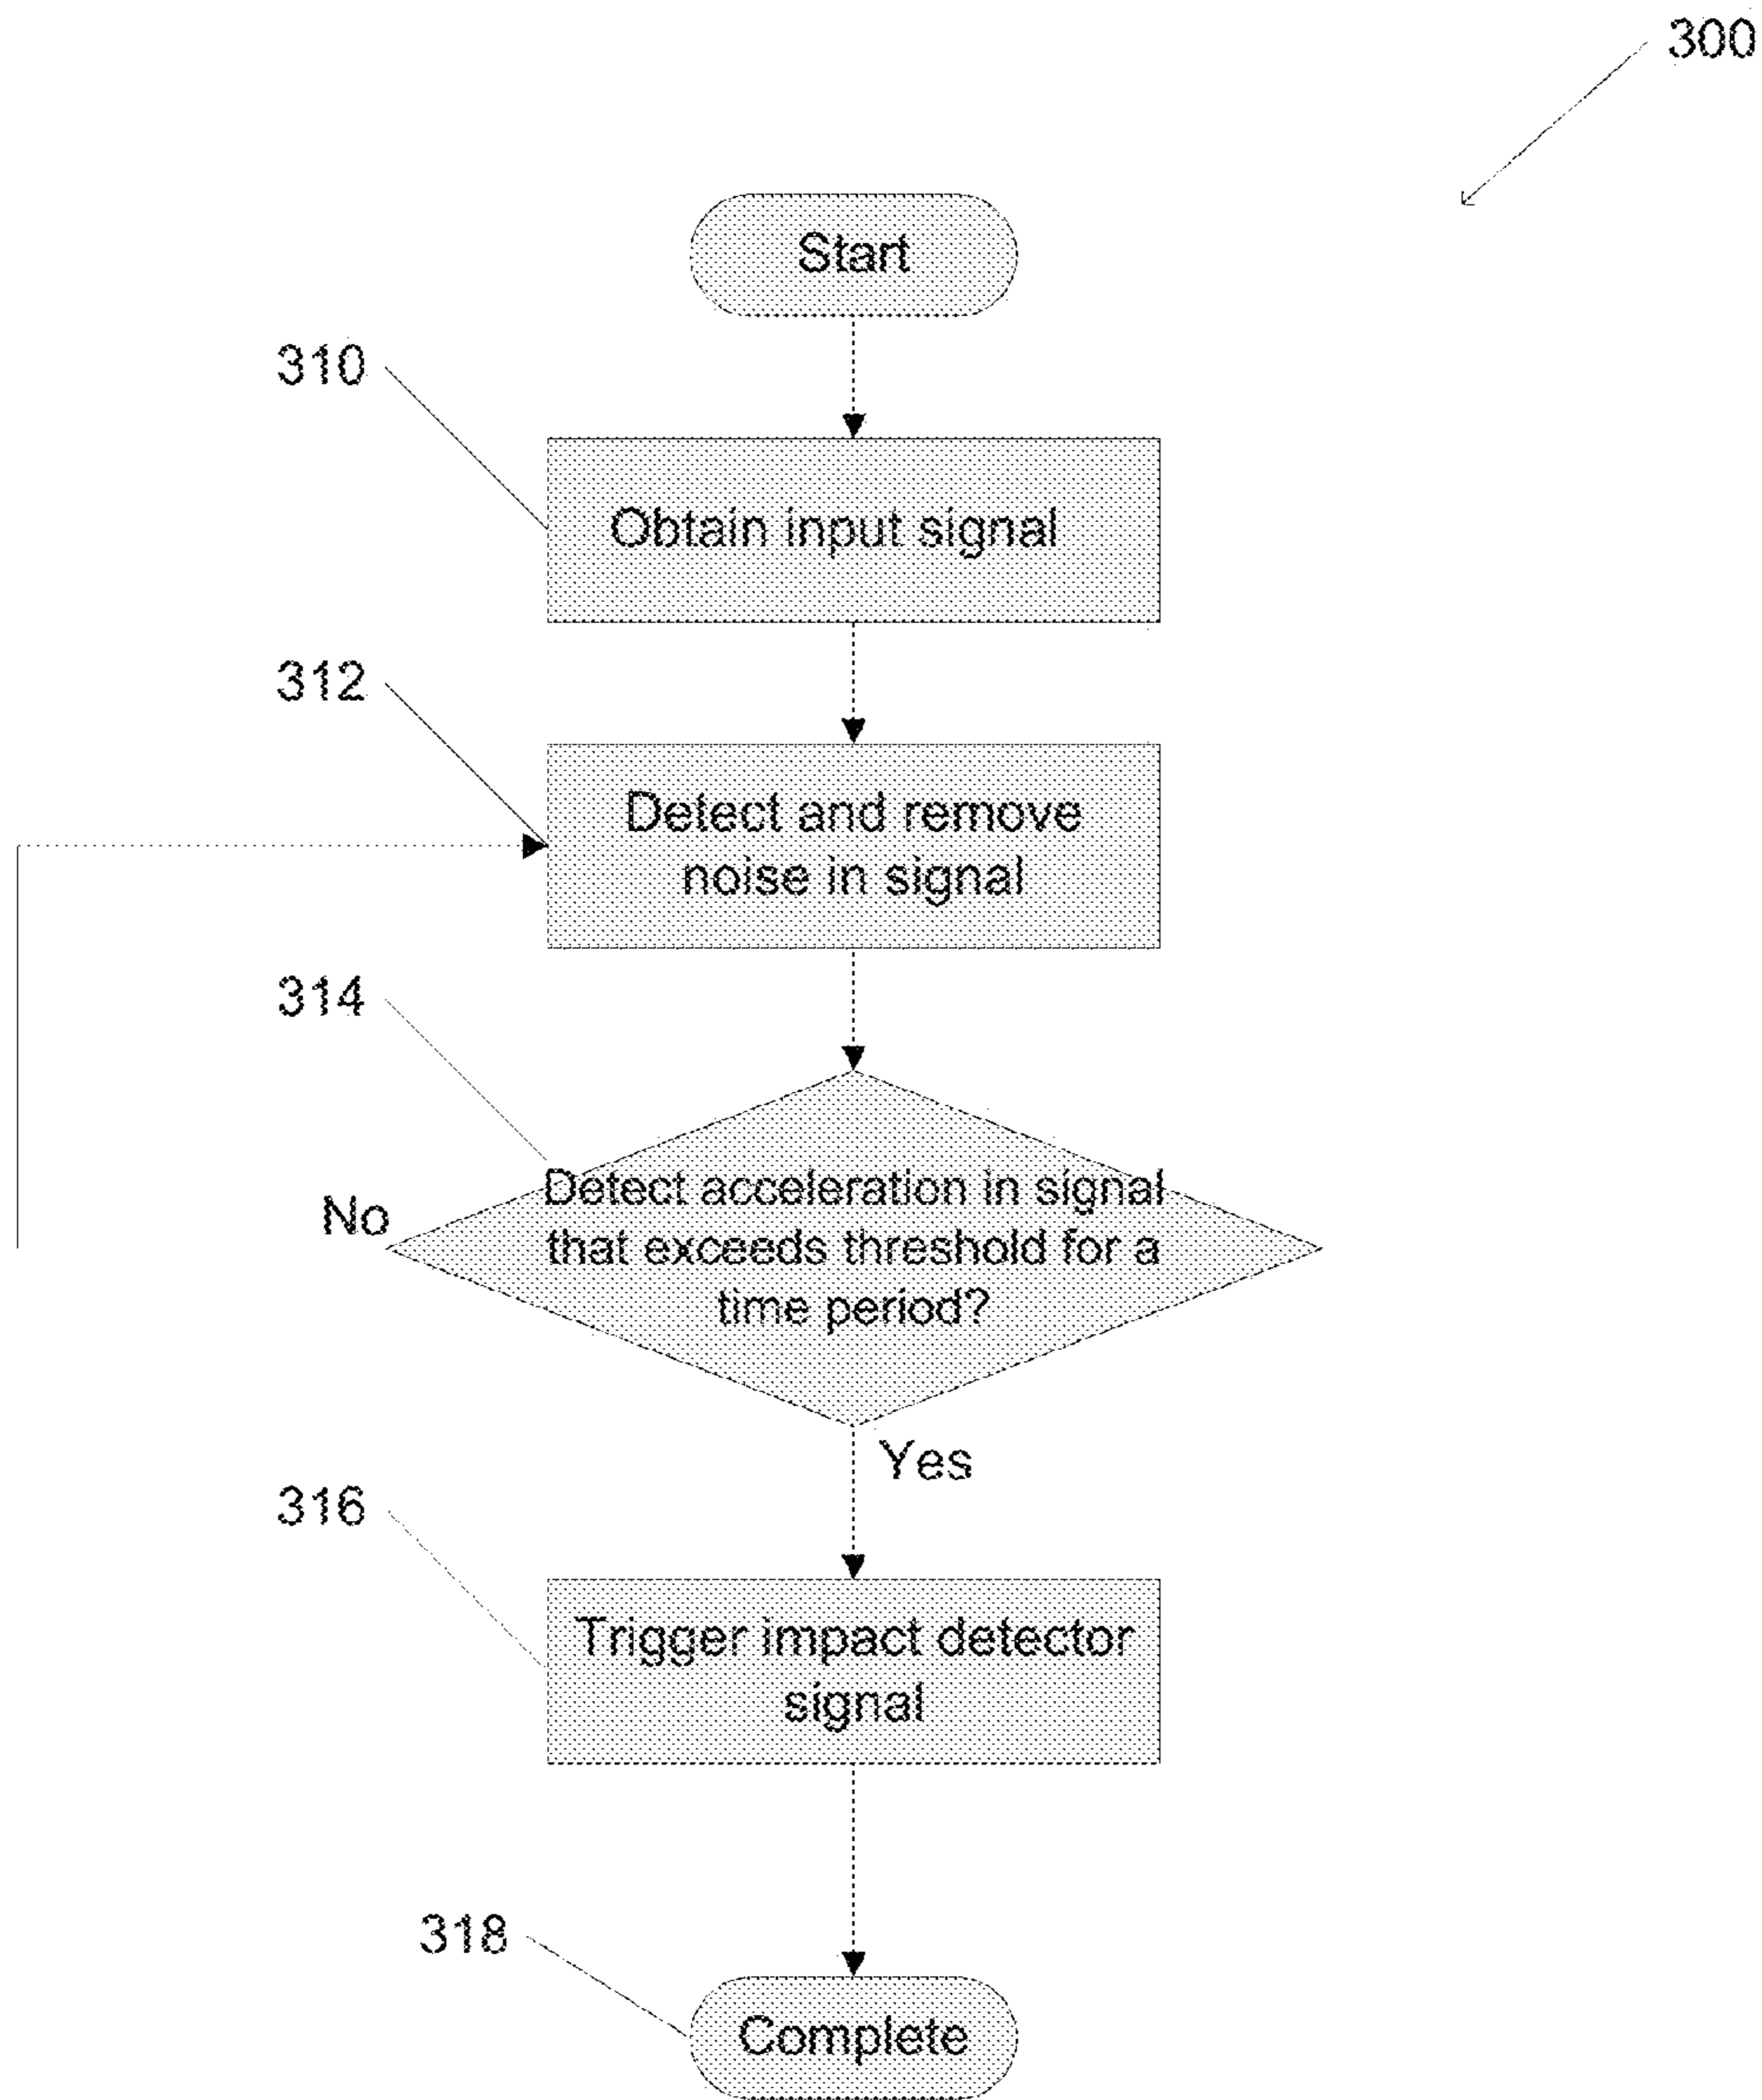 300
Start
310
Obtain input signal
312
Detect and remove
noise in signal
314
No
Detect acceleration in signal
that exceeds threshold for a
time period?
Yes
316
Trigger impact detector
signal
318
Complete